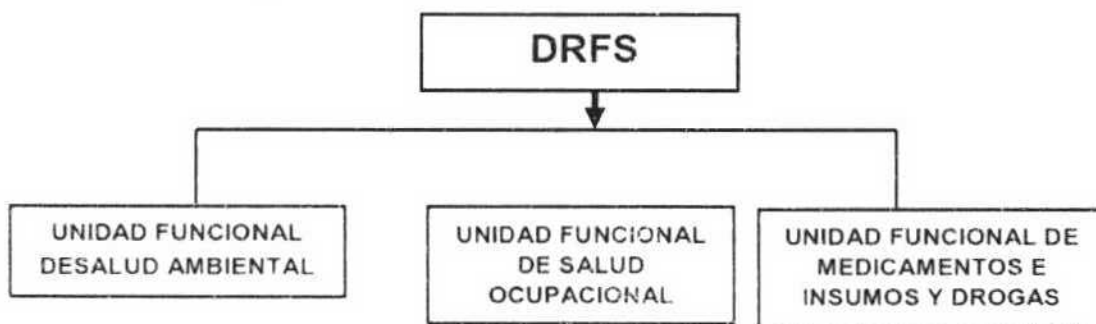 DRFS
UNIDAD FUNCIONAL
DESALUD AMBIENTAL
UNIDAD FUNCIONAL
DE SALUD
OCUPACIONAL
UNIDAD FUNCIONAL DE
MEDICAMENTOS E
INSUMOS Y DROGAS